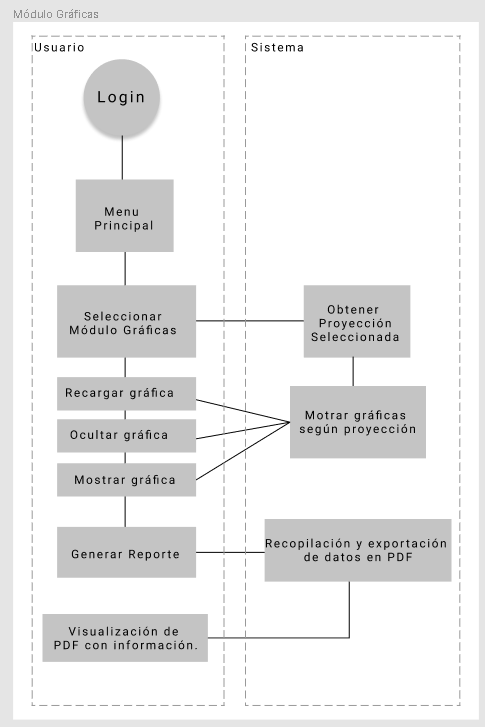 Módulo Gráficas
Usuario
Sistema
Login
Menu
Principal
Seleccionar
Módulo Gráficas
Obtener
Proyección
Seleccionada
Recargar gráfica
Ocultar gráfica
Mostrar gráfica
Motrar gráficas
según proyección
Generar Reporte
Recopilación y exportación
de datos en PDF
Visualización de
PDF con información.